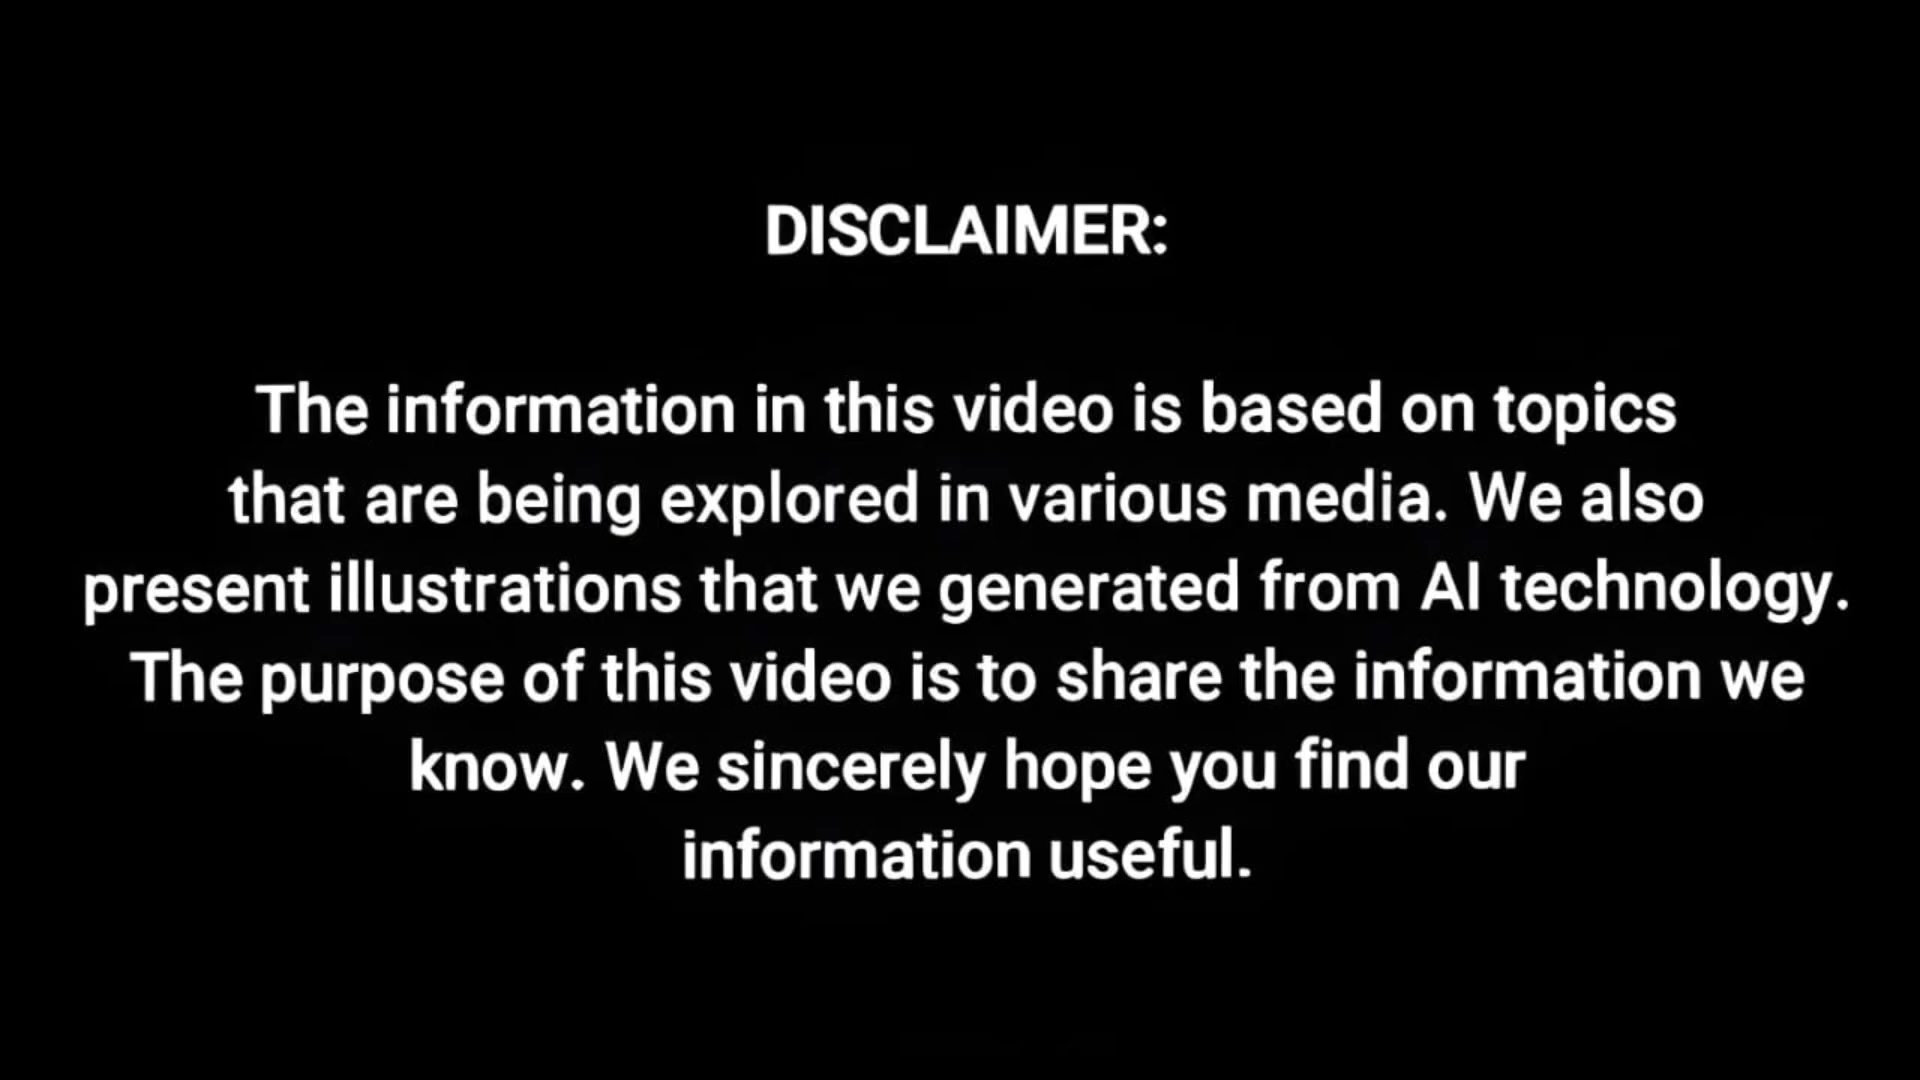 DISCLAIMER:
The information in this video is based on topics
that are being explored in various media. We also
present illustrations that we generated from AI technology.
The purpose of this video is to share the information we
know. We sincerely hope you find our
information useful.